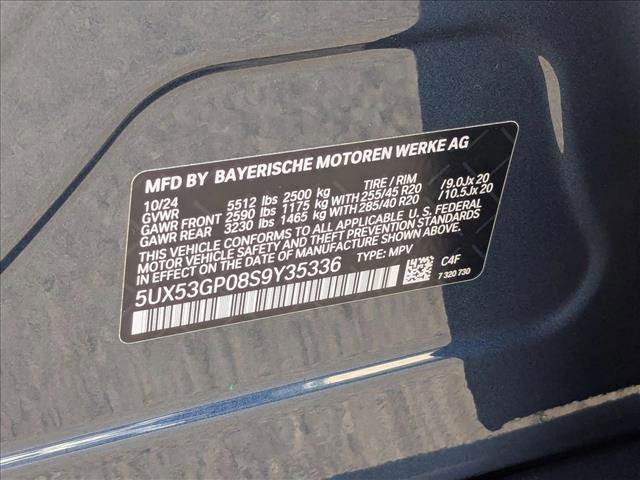 MFD BY BAYERISCHE MOTOREN WERKE AG
10/24 5512 lbs 2500 kg TIRE / RIM
GVWR
GAWR FRONT 2590 lbs 1175 kg WITH 255/45 R20 /9.0Jx 20
GAWR REAR 3230 lbs 1465 kg WITH 285/40 R20 /10.5Jx 20
THIS VEHICLE CONFORMS TO ALL APPLICABLE U. S. FEDERAL
MOTOR VEHICLE SAFETY AND THEFT PREVENTION STANDARDS
IN EFFECT ON THE DATE OF MANUFACTURE SHOWN ABOVE.
5UX53GP08S9Y35336 TYPE: MPV C4F
7 320 730